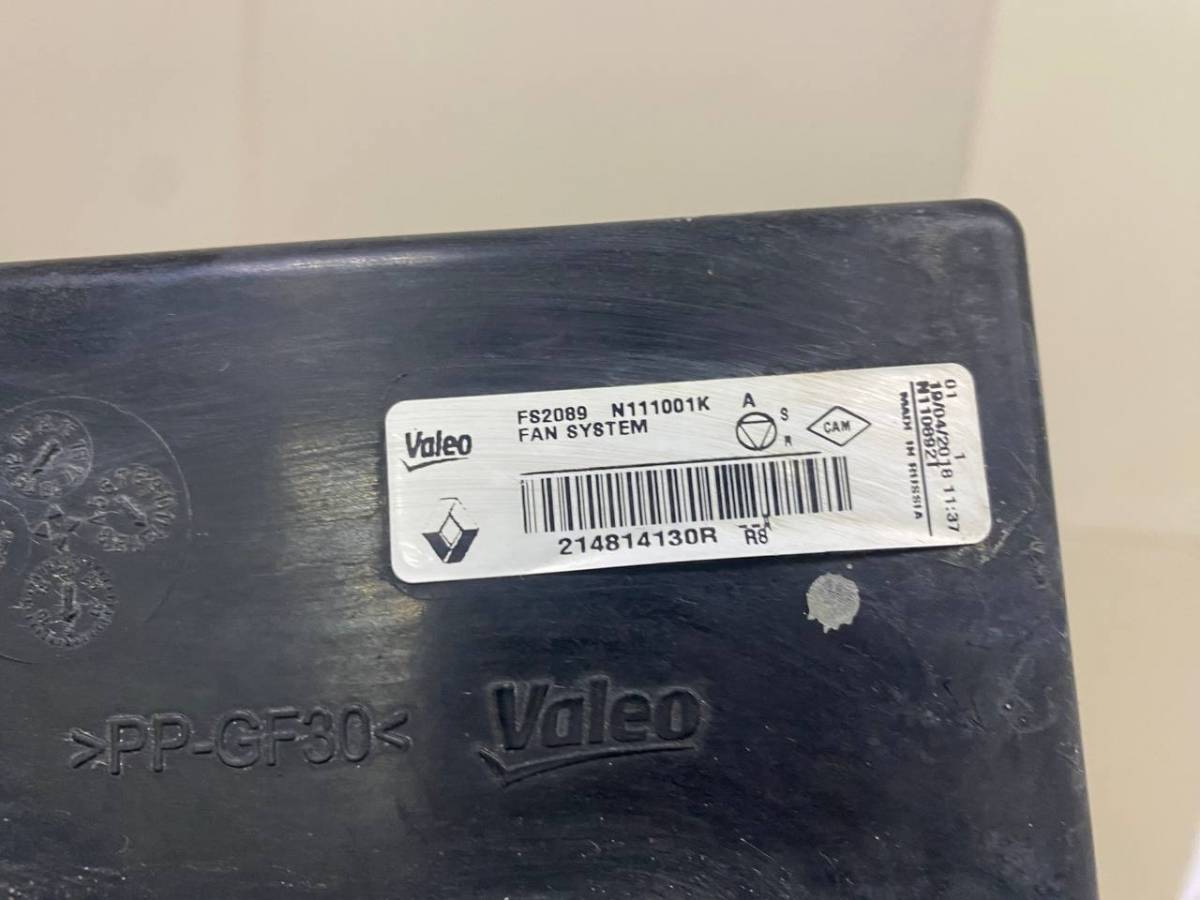 Valeo
FS2089 N111001K
FAN SYSTEM
A
S
CAM
214814130R
R8
01 1
19/04/2018 11:37
MADE IN RUSSIA
>PP-GF30<
Valeo